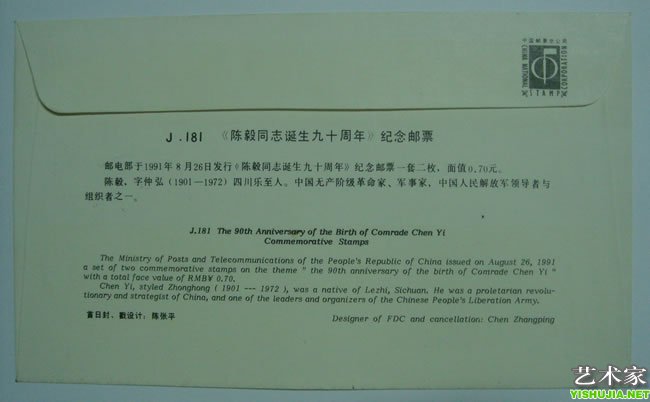 中国邮票总公司
CHINA NATIONAL
STAMP
CORPORATION
J.181 《陈毅同志诞生九十周年》纪念邮票
邮电部于1991年8月26日发行《陈毅同志诞生九十周年》纪念邮票一套二枚，面值0.70元。
陈毅，字仲弘（1901—1972）四川乐至人。中国无产阶级革命家、军事家，中国人民解放军领导者与
组织者之一。
J.181 The 90th Anniversary of the Birth of Comrade Chen Yi
Commemorative Stamps
The Ministry of Posts and Telecommunications of the People's Republic of China issued on August 26, 1991
a set of two commemorative stamps on the theme " the 90th anniversary of the birth of Comrade Chen Yi "
with a total face value of RMB¥ 0.70.
Chen Yi, styled Zhonghong ( 1901 --- 1972 ), was a native of Lezhi, Sichuan. He was a proletarian revolu-
tionary and strategist of China, and one of the leaders and organizers of the Chinese People's Liberation Army.
首日封、戳设计：陈张平
Designer of FDC and cancellation: Chen Zhangping
艺术家
YISHUJIA.NET